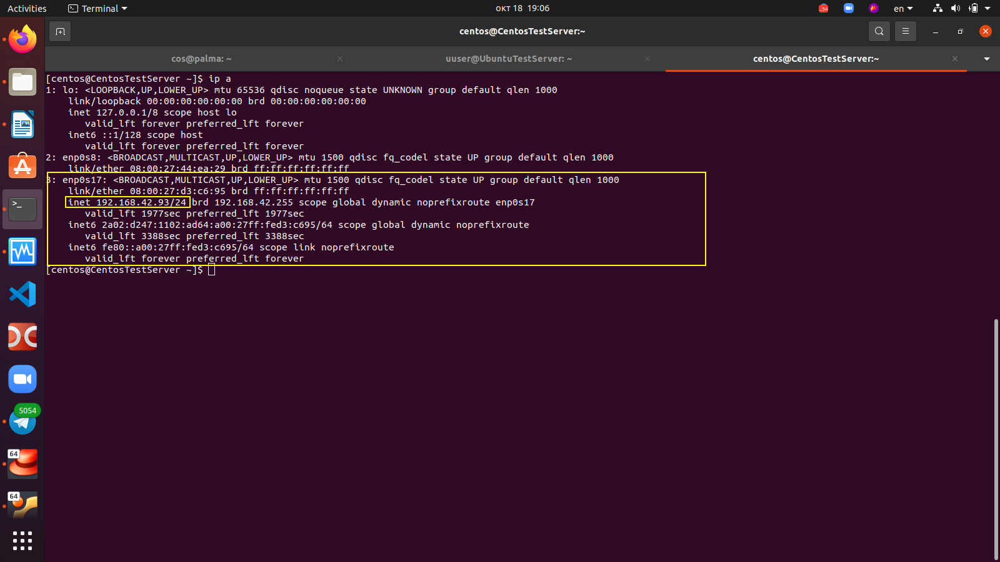 Activities
Terminal
окт 18 19:06
en
centos@CentosTestServer:~
cos@palma: ~
uuser@UbuntuTestServer: ~
centos@CentosTestServer:~
[centos@CentosTestServer ~]$ ip a
1: lo: <LOOPBACK,UP,LOWER_UP> mtu 65536 qdisc noqueue state UNKNOWN group default qlen 1000
link/loopback 00:00:00:00:00:00 brd 00:00:00:00:00:00
inet 127.0.0.1/8 scope host lo
valid_lft forever preferred_lft forever
inet6 ::1/128 scope host
valid_lft forever preferred_lft forever
2: enp0s8: <BROADCAST,MULTICAST,UP,LOWER_UP> mtu 1500 qdisc fq_codel state UP group default qlen 1000
link/ether 08:00:27:44:ea:29 brd ff:ff:ff:ff:ff:ff
3: enp0s17: <BROADCAST,MULTICAST,UP,LOWER_UP> mtu 1500 qdisc fq_codel state UP group default qlen 1000
link/ether 08:00:27:d3:c6:95 brd ff:ff:ff:ff:ff:ff
inet 192.168.42.93/24 brd 192.168.42.255 scope global dynamic noprefixroute enp0s17
valid_lft 1977sec preferred_lft 1977sec
inet6 2a02:d247:1102:ad64:a00:27ff:fed3:c695/64 scope global dynamic noprefixroute
valid_lft 3388sec preferred_lft 3388sec
inet6 fe80::a00:27ff:fed3:c695/64 scope link noprefixroute
valid_lft forever preferred_lft forever
[centos@CentosTestServer ~]$
5054
64
64